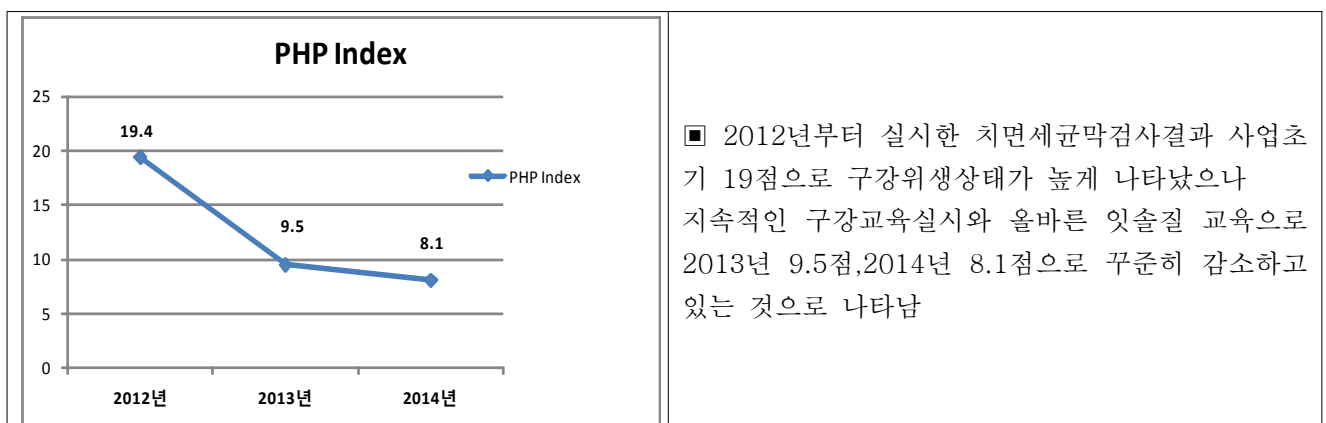 PHP Index
25
20
15
10
5
0
19.4
9.5
8.1
PHP Index
2012년
2013년
2014년
▣ 2012년부터 실시한 치면세균막검사결과 사업초
기 19점으로 구강위생상태가 높게 나타났으나
지속적인 구강교육실시와 올바른 잇솔질 교육으로
2013년 9.5점,2014년 8.1점으로 꾸준히 감소하고
있는 것으로 나타남